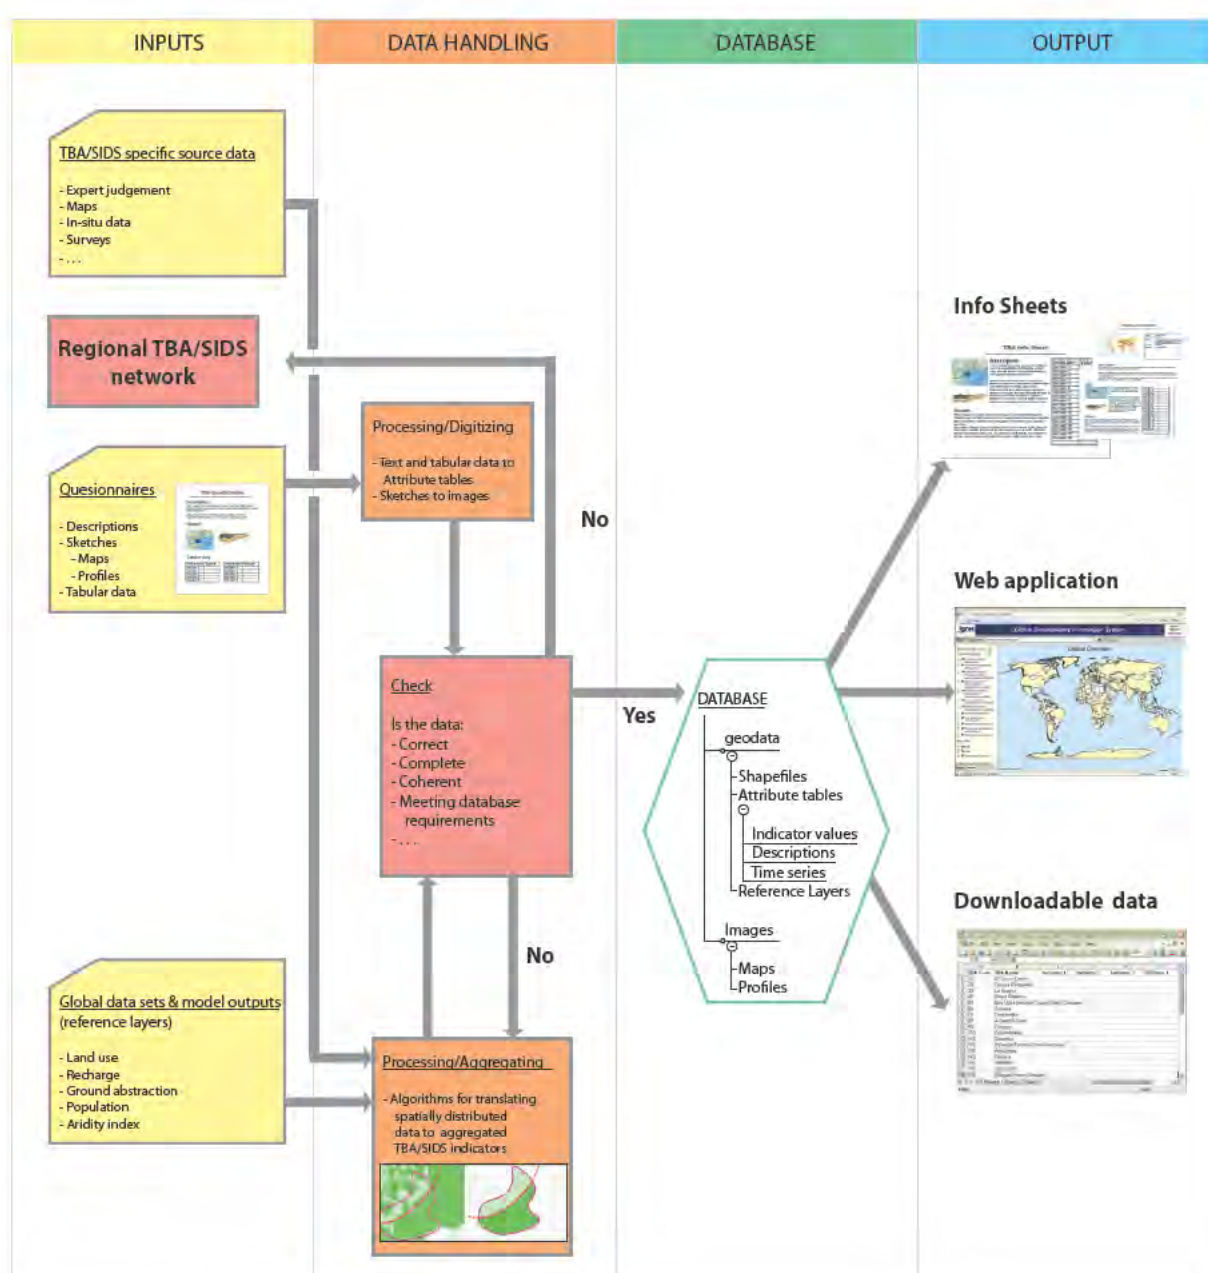 INPUTS
DATA HANDLING
DATABASE
OUTPUT
TBA/SIDS specific source data
- Expert judgement
- Maps
- In-situ data
- Surveys
- . . .
Regional TBA/SIDS
network
Quesionnaires
- Descriptions
- Sketches
- Maps
- Profiles
- Tabular data
Global data sets & model outputs
(reference layers)
- Land use
- Recharge
- Ground abstraction
- Population
- Aridity index
Processing/Digitizing
- Text and tabular data to
Attribute tables
- Sketches to images
No
Check
Is the data:
- Correct
- Complete
- Coherent
- Meeting database
requirements
- . . .
Yes
No
Processing/Aggregating
- Algorithms for translating
spatially distributed
data to aggregated
TBA/SIDS indicators
DATABASE
geodata
Shapefiles
Attribute tables
Indicator values
Descriptions
Time series
Reference Layers
Images
Maps
Profiles
Info Sheets
Web application
Global Overview
Downloadable data